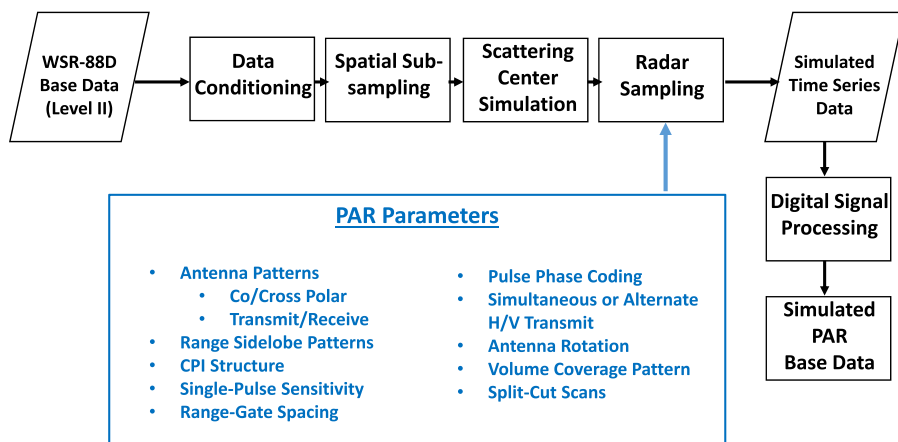 WSR-88D
Base Data
(Level II)
Data
Conditioning
Spatial Sub-
sampling
Scattering
Center
Simulation
Radar
Sampling
Simulated
Time Series
Data
Digital Signal
Processing
Simulated
PAR
Base Data
PAR Parameters
• Antenna Patterns
• Co/Cross Polar
• Transmit/Receive
• Range Sidelobe Patterns
• CPI Structure
• Single-Pulse Sensitivity
• Range-Gate Spacing
• Pulse Phase Coding
• Simultaneous or Alternate
H/V Transmit
• Antenna Rotation
• Volume Coverage Pattern
• Split-Cut Scans